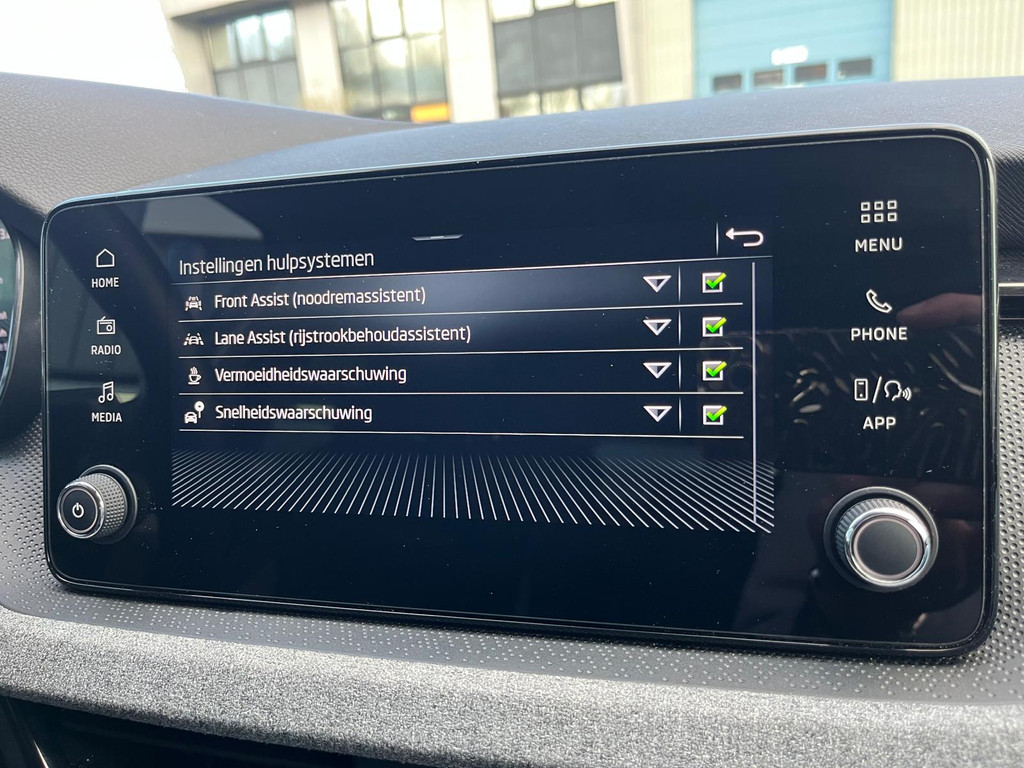 HOME
RADIO
MEDIA
Instellingen hulpsystemen
Front Assist (noodremassistent)
Lane Assist (rijstrookbehoudassistent)
Vermoeidheidswaarschuwing
Snelheidswaarschuwing
MENU
PHONE
APP